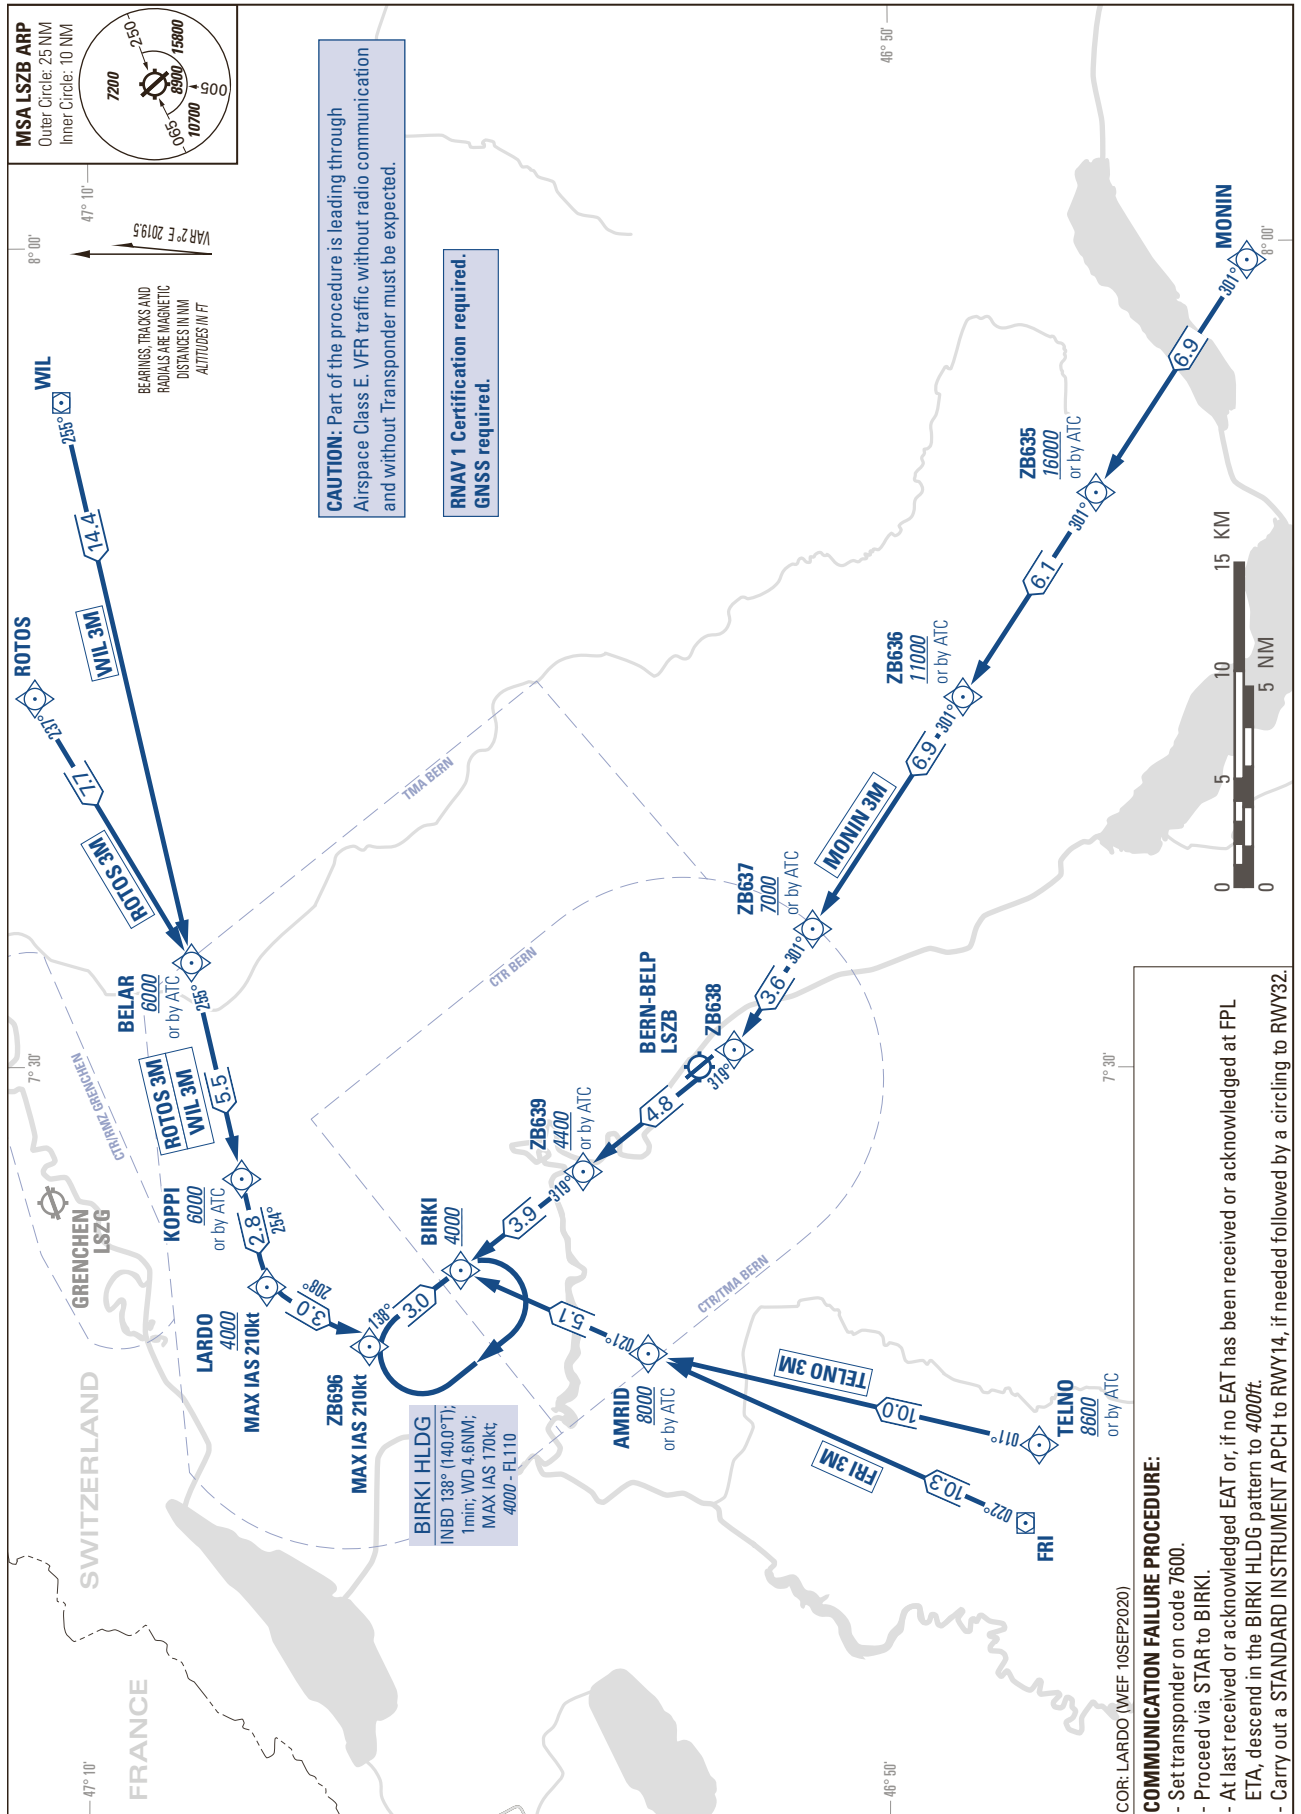 MSA LSZB ARP
Outer Circle: 25 NM
Inner Circle: 10 NM
7200
250
15800
8900
005
10700
065
47° 10'
8° 00'
VAR 2° E 2019.5
BEARINGS, TRACKS AND
RADIALS ARE MAGNETIC
DISTANCES IN NM
ALTITUDES IN FT
CAUTION: Part of the procedure is leading through
Airspace Class E. VFR traffic without radio communication
and without Transponder must be expected.
RNAV 1 Certification required.
GNSS required.
46° 50'
WIL
255°
14.4
WIL 3M
ROTOS
237°
7.7
ROTOS 3M
BELAR
6000
or by ATC
255°
ROTOS 3M
WIL 3M
5.5
KOPPI
6000
or by ATC
2.8
254°
LARDO
4000
MAX IAS 210kt
3.0
208°
ZB696
MAX IAS 210kt
138°
3.0
BIRKI
4000
BIRKI HLDG
INBD 138° (140.0°T);
1min; WD 4.6NM;
MAX IAS 170kt;
4000 - FL110
3.9
319°
ZB639
4400
or by ATC
4.8
319°
BERN-BELP
LSZB
ZB638
3.6
301°
ZB637
7000
or by ATC
MONIN 3M
6.9
301°
ZB636
11000
or by ATC
6.1
301°
ZB635
16000
or by ATC
6.9
301°
MONIN
8° 00'
5.1
021°
AMRID
8000
or by ATC
TELNO 3M
10.0
011°
TELNO
8600
or by ATC
FRI 3M
10.3
022°
FRI
TMA BERN
CTR BERN
CTR/TMA BERN
CTR/RMZ GRENCHEN
GRENCHEN
LSZG
7° 30'
7° 30'
SWITZERLAND
FRANCE
47° 10'
46° 50'
0 5 10 15 KM
0 5 NM
COR: LARDO (WEF 10SEP2020)
COMMUNICATION FAILURE PROCEDURE:
- Set transponder on code 7600.
- Proceed via STAR to BIRKI.
- At last received or acknowledged EAT or, if no EAT has been received or acknowledged at FPL
ETA, descend in the BIRKI HLDG pattern to 4000ft.
- Carry out a STANDARD INSTRUMENT APCH to RWY14, if needed followed by a circling to RWY32.